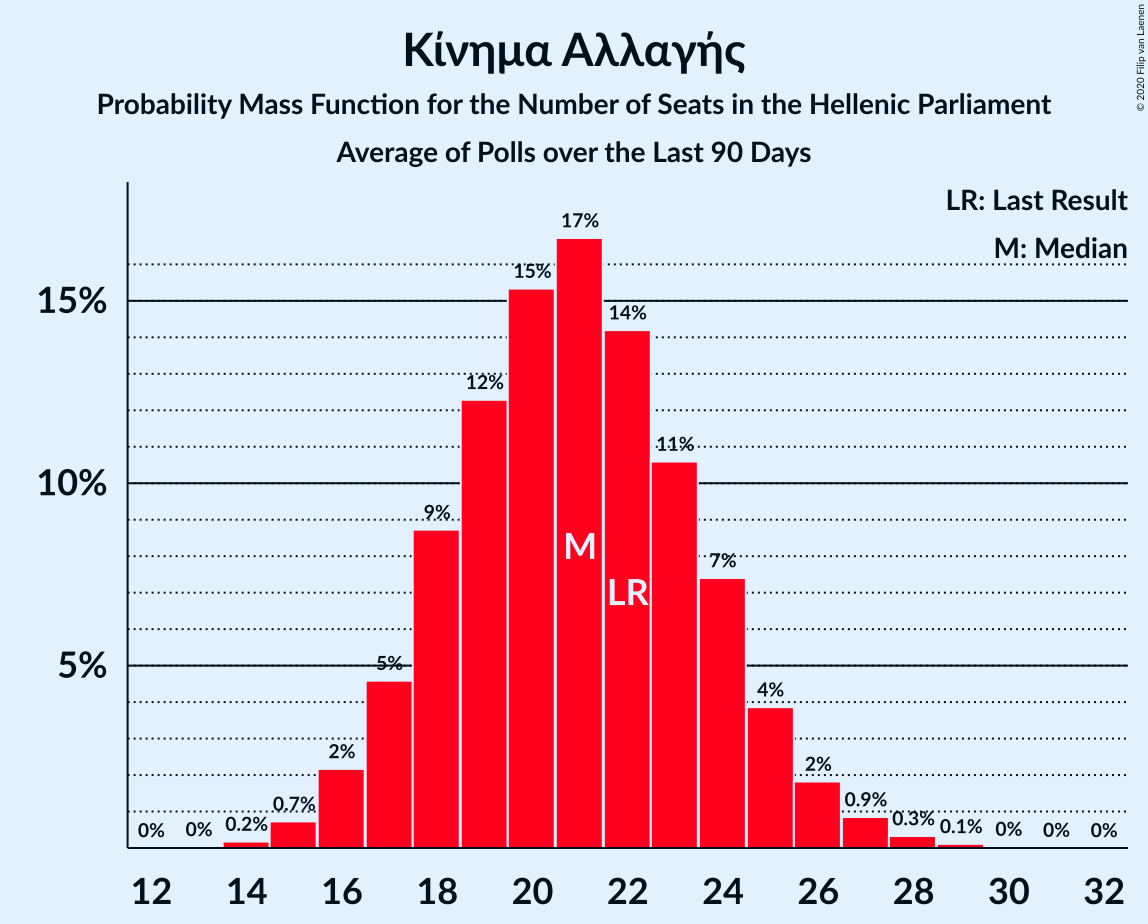 Κίνημα Αλλαγής
Probability Mass Function for the Number of Seats in the Hellenic Parliament
Average of Polls over the Last 90 Days
© 2020 Filip van Laenen
LR: Last Result
M: Median
15%
10%
5%
0%
0%
0.2%
0.7%
2%
5%
9%
12%
15%
17%
14%
11%
7%
4%
2%
0.9%
0.3%
0.1%
0%
0%
0%
M
LR
12 14 16 18 20 22 24 26 28 30 32